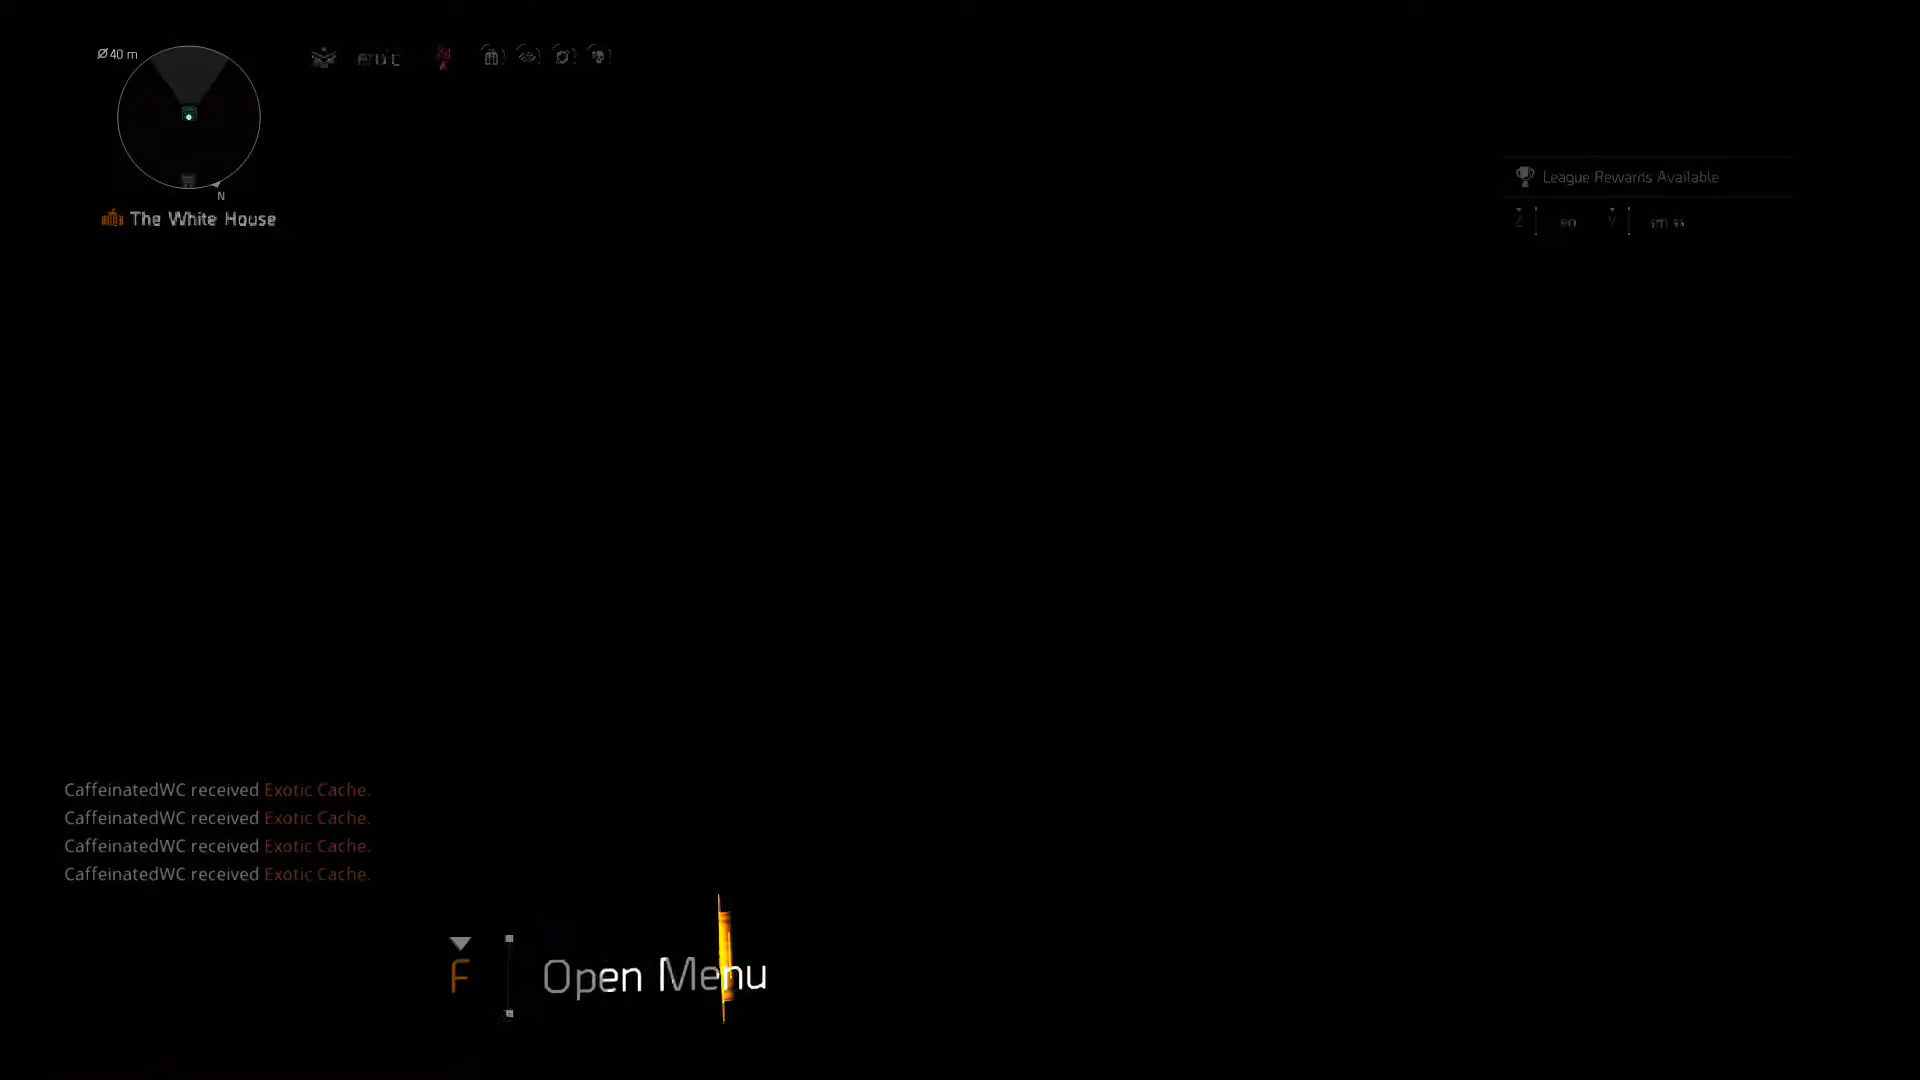 Ø40 m
N
The White House
League Rewards Available
Z
Y
CaffeinatedWC received Exotic Cache.
CaffeinatedWC received Exotic Cache.
CaffeinatedWC received Exotic Cache.
CaffeinatedWC received Exotic Cache.
F Open Menu